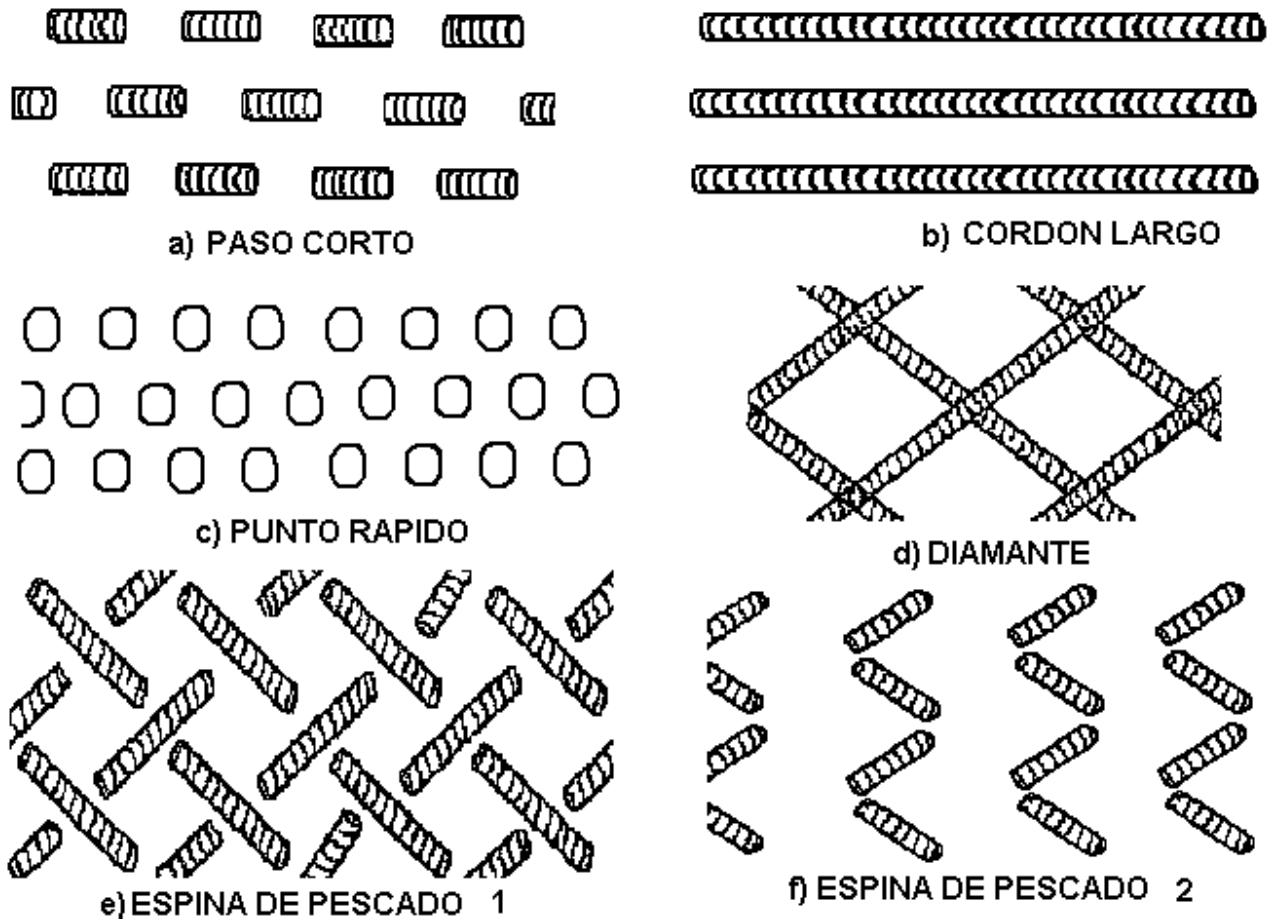 a) PASO CORTO
b) CORDON LARGO
c) PUNTO RAPIDO
d) DIAMANTE
e) ESPINA DE PESCADO 1
f) ESPINA DE PESCADO 2